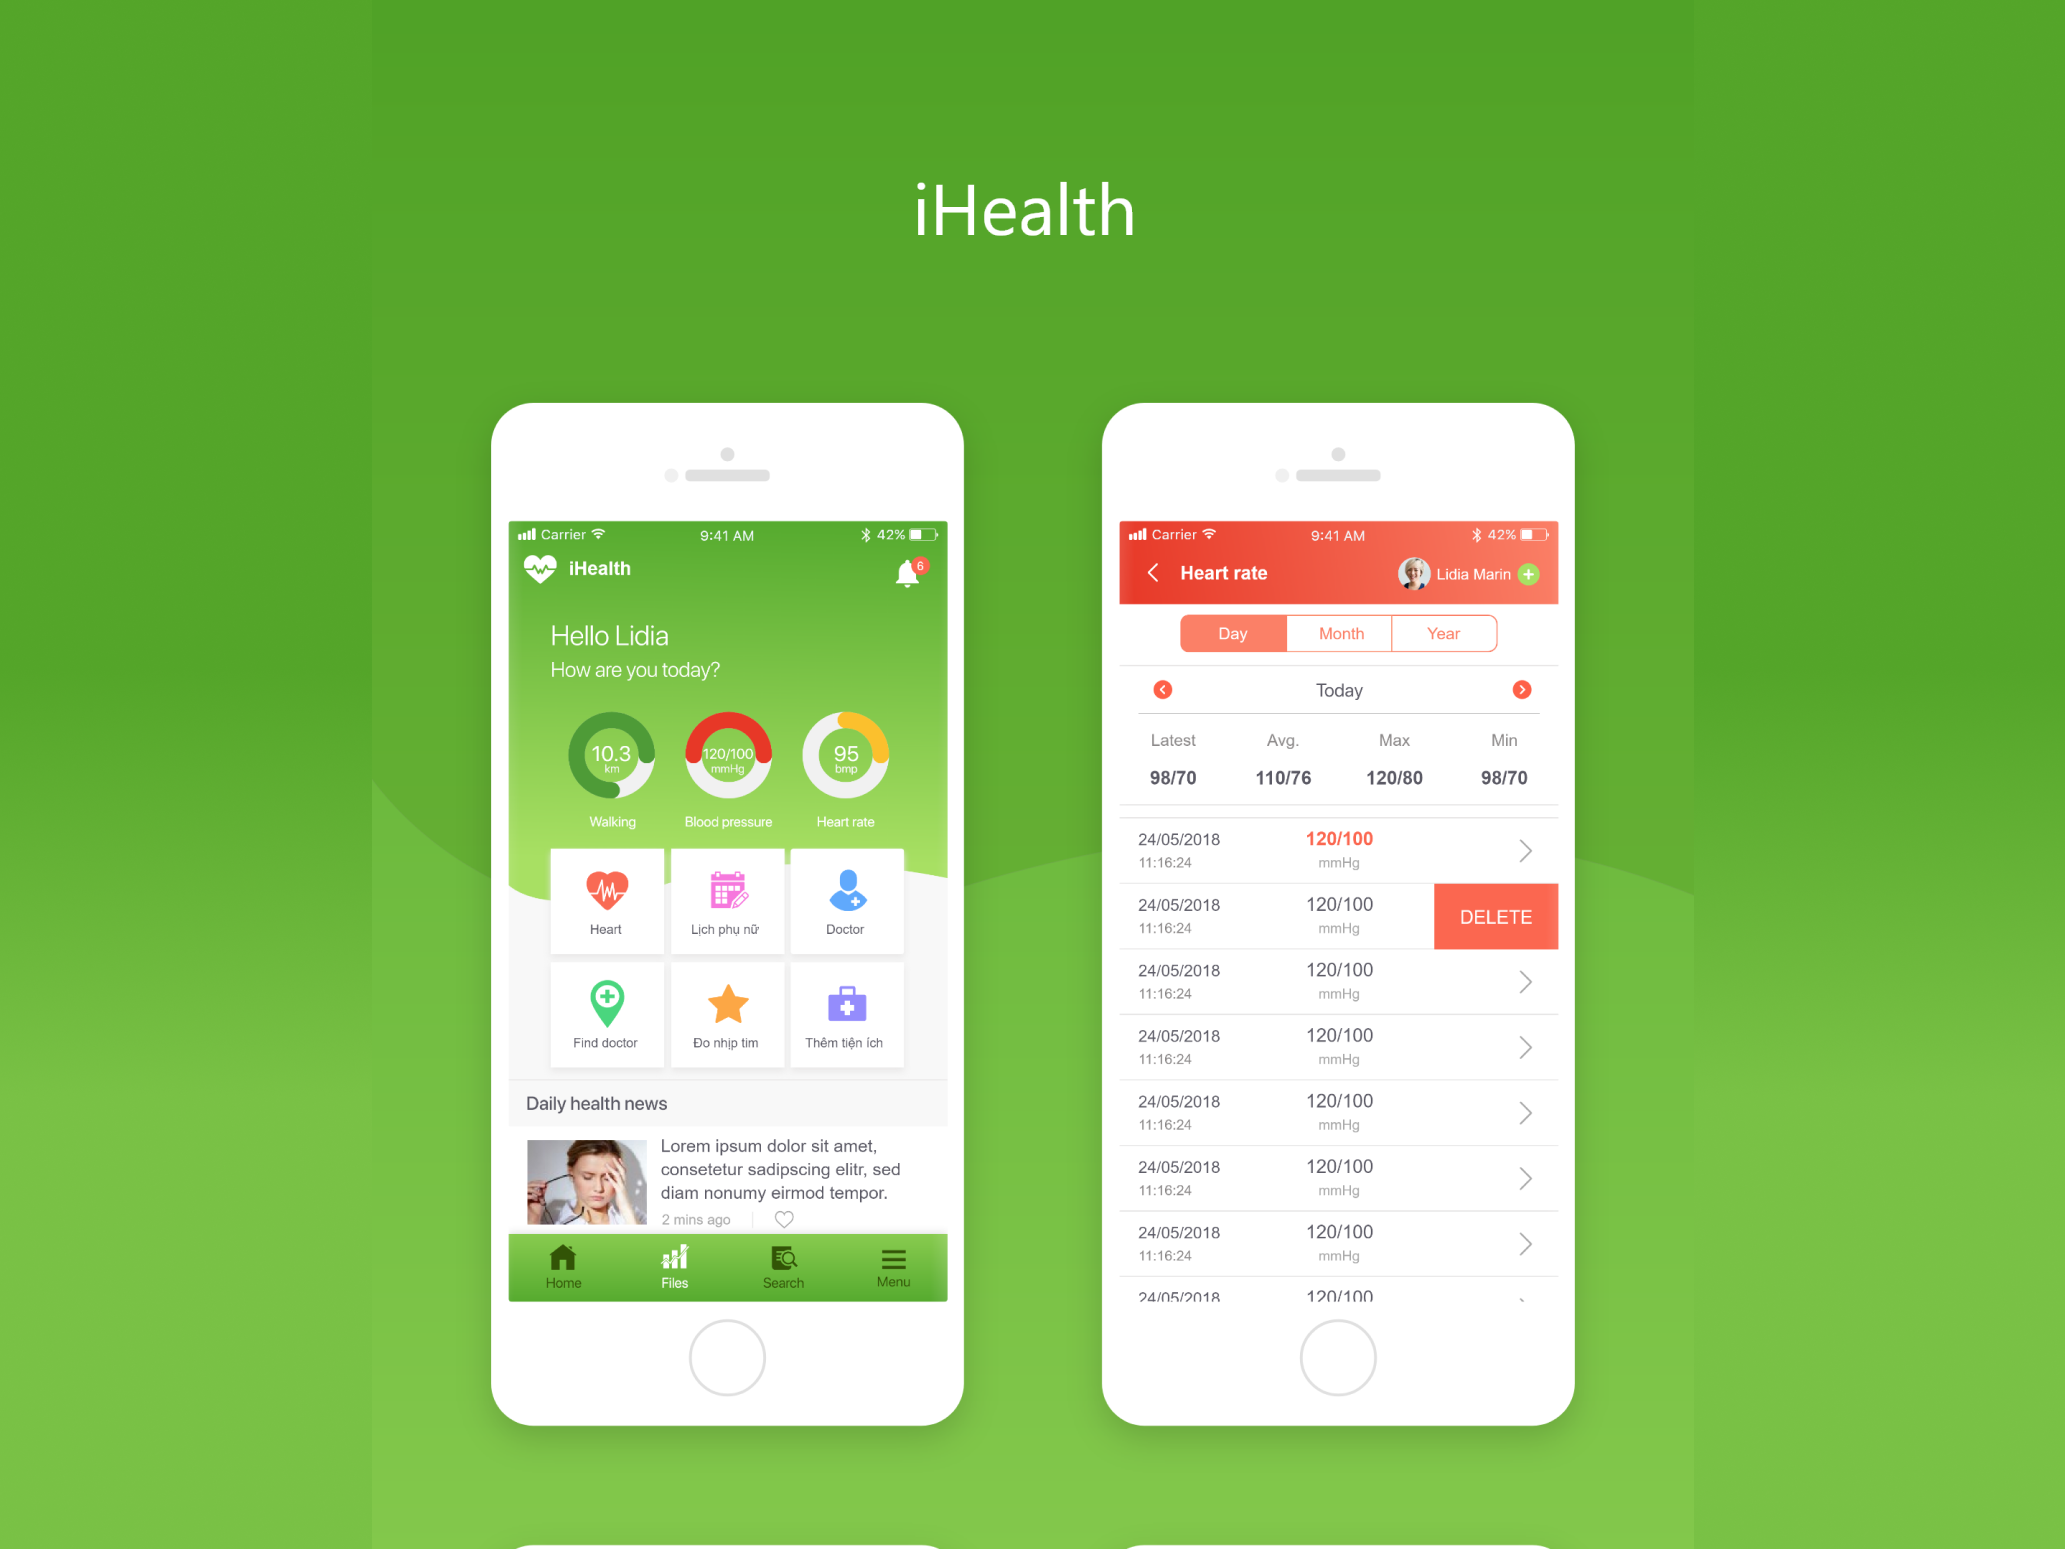 iHealth
Carrier 9:41 AM 42%
iHealth 6
Hello Lidia
How are you today?
10.3 120/100 95
km mmHg bmp
Walking Blood pressure Heart rate
Heart Lịch phụ nữ Doctor
Find doctor Đo nhịp tim Thêm tiện ích
Daily health news
Lorem ipsum dolor sit amet,
consetetur sadipscing elitr, sed
diam nonumy eirmod tempor.
2 mins ago
Home Files Search Menu
Carrier 9:41 AM 42%
Heart rate Lidia Marin
Day Month Year
Today
Latest Avg. Max Min
98/70 110/76 120/80 98/70
24/05/2018 120/100
11:16:24 mmHg
24/05/2018 120/100 DELETE
11:16:24 mmHg
24/05/2018 120/100
11:16:24 mmHg
24/05/2018 120/100
11:16:24 mmHg
24/05/2018 120/100
11:16:24 mmHg
24/05/2018 120/100
11:16:24 mmHg
24/05/2018 120/100
11:16:24 mmHg
24/05/2018 120/100